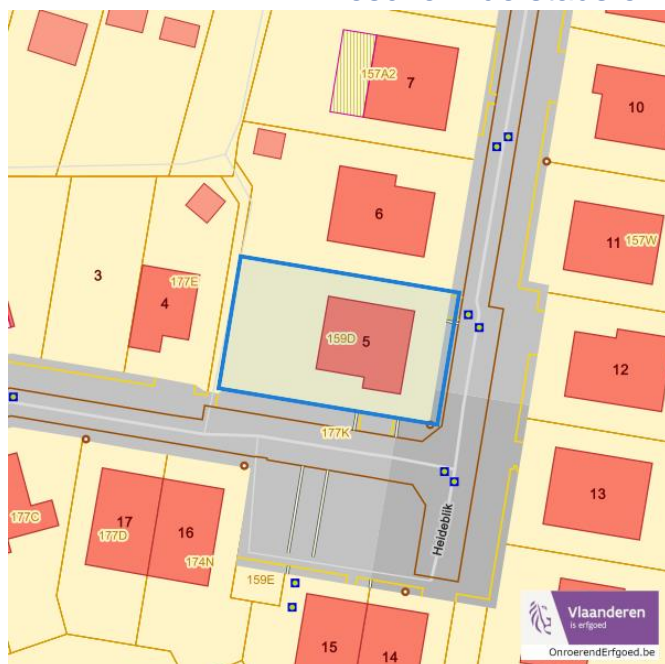 157A2
7
10
6
11
157W
3
177E
4
159D
5
12
177K
13
177C
17
177D
16
174N
Heideblik
159E
15
14
Vlaanderen
is erfgoed
OnroerendErfgoed.be